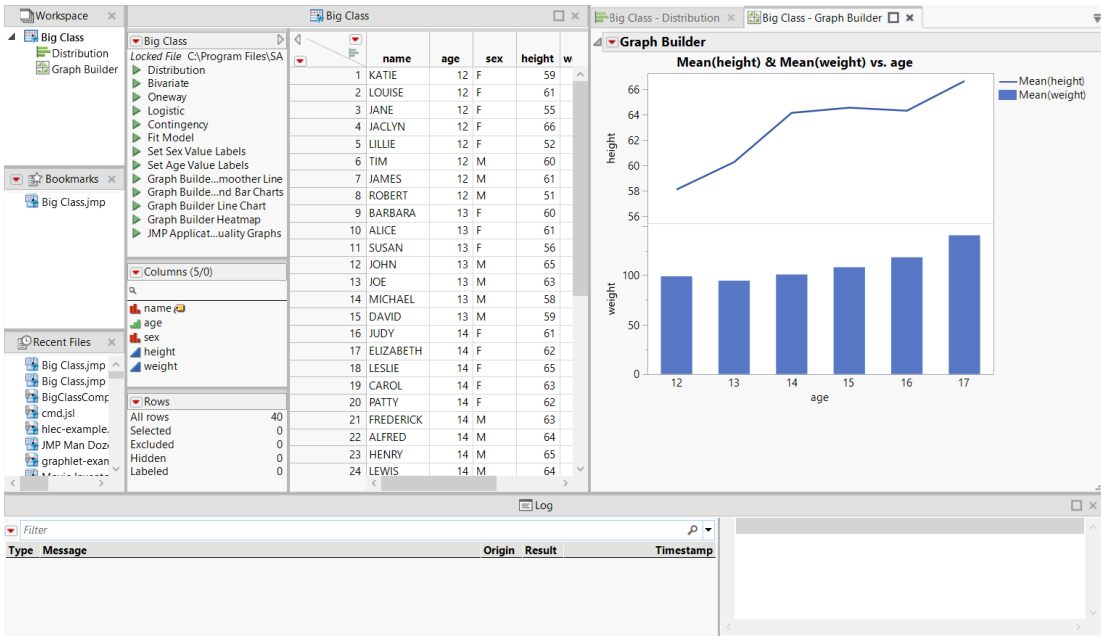 Workspace
Big Class
Distribution
Graph Builder
Bookmarks
Big Class.jmp
Recent Files
Big Class.jmp
Big Class.jmp
BigClassComp
cmd.jsl
hlec-example.
JMP Man Doze
graphlet-exan
Big Class
Big Class
Locked File C:\Program Files\SA
Distribution
Bivariate
Oneway
Logistic
Contingency
Fit Model
Set Sex Value Labels
Set Age Value Labels
Graph Builde...moother Line
Graph Builde...nd Bar Charts
Graph Builder Line Chart
Graph Builder Heatmap
JMP Applicat...uality Graphs
Columns (5/0)
name
age
sex
height
weight
Rows
All rows 40
Selected 0
Excluded 0
Hidden 0
Labeled 0
name age sex height w
1 KATIE 12 F 59
2 LOUISE 12 F 61
3 JANE 12 F 55
4 JACLYN 12 F 66
5 LILLIE 12 F 52
6 TIM 12 M 60
7 JAMES 12 M 61
8 ROBERT 12 M 51
9 BARBARA 13 F 60
10 ALICE 13 F 61
11 SUSAN 13 F 56
12 JOHN 13 M 65
13 JOE 13 M 63
14 MICHAEL 13 M 58
15 DAVID 13 M 59
16 JUDY 14 F 61
17 ELIZABETH 14 F 62
18 LESLIE 14 F 65
19 CAROL 14 F 63
20 PATTY 14 F 62
21 FREDERICK 14 M 63
22 ALFRED 14 M 64
23 HENRY 14 M 65
24 LEWIS 14 M 64
Big Class - Distribution
Big Class - Graph Builder
Graph Builder
Mean(height) & Mean(weight) vs. age
Mean(height)
Mean(weight)
height
66
64
62
60
58
56
weight
100
50
0
12 13 14 15 16 17
age
Log
Filter
Type Message Origin Result Timestamp